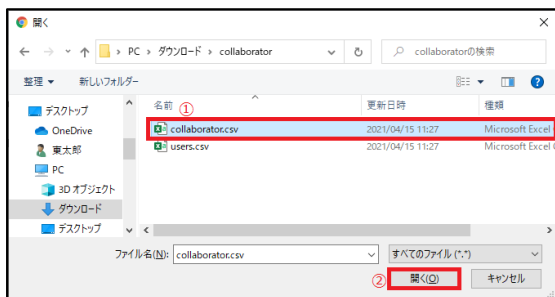 開く
PC › ダウンロード › collaborator
collaboratorの検索
整理 新しいフォルダー
名前 ① 更新日時 種類
デスクトップ
OneDrive
東太郎
PC
3D オブジェクト
ダウンロード
デスクトップ
collaborator.csv 2021/04/15 11:27 Microsoft Excel
users.csv 2021/04/15 11:27 Microsoft Excel
ファイル名(N): collaborator.csv すべてのファイル (*.*)
② 開く(O) キャンセル